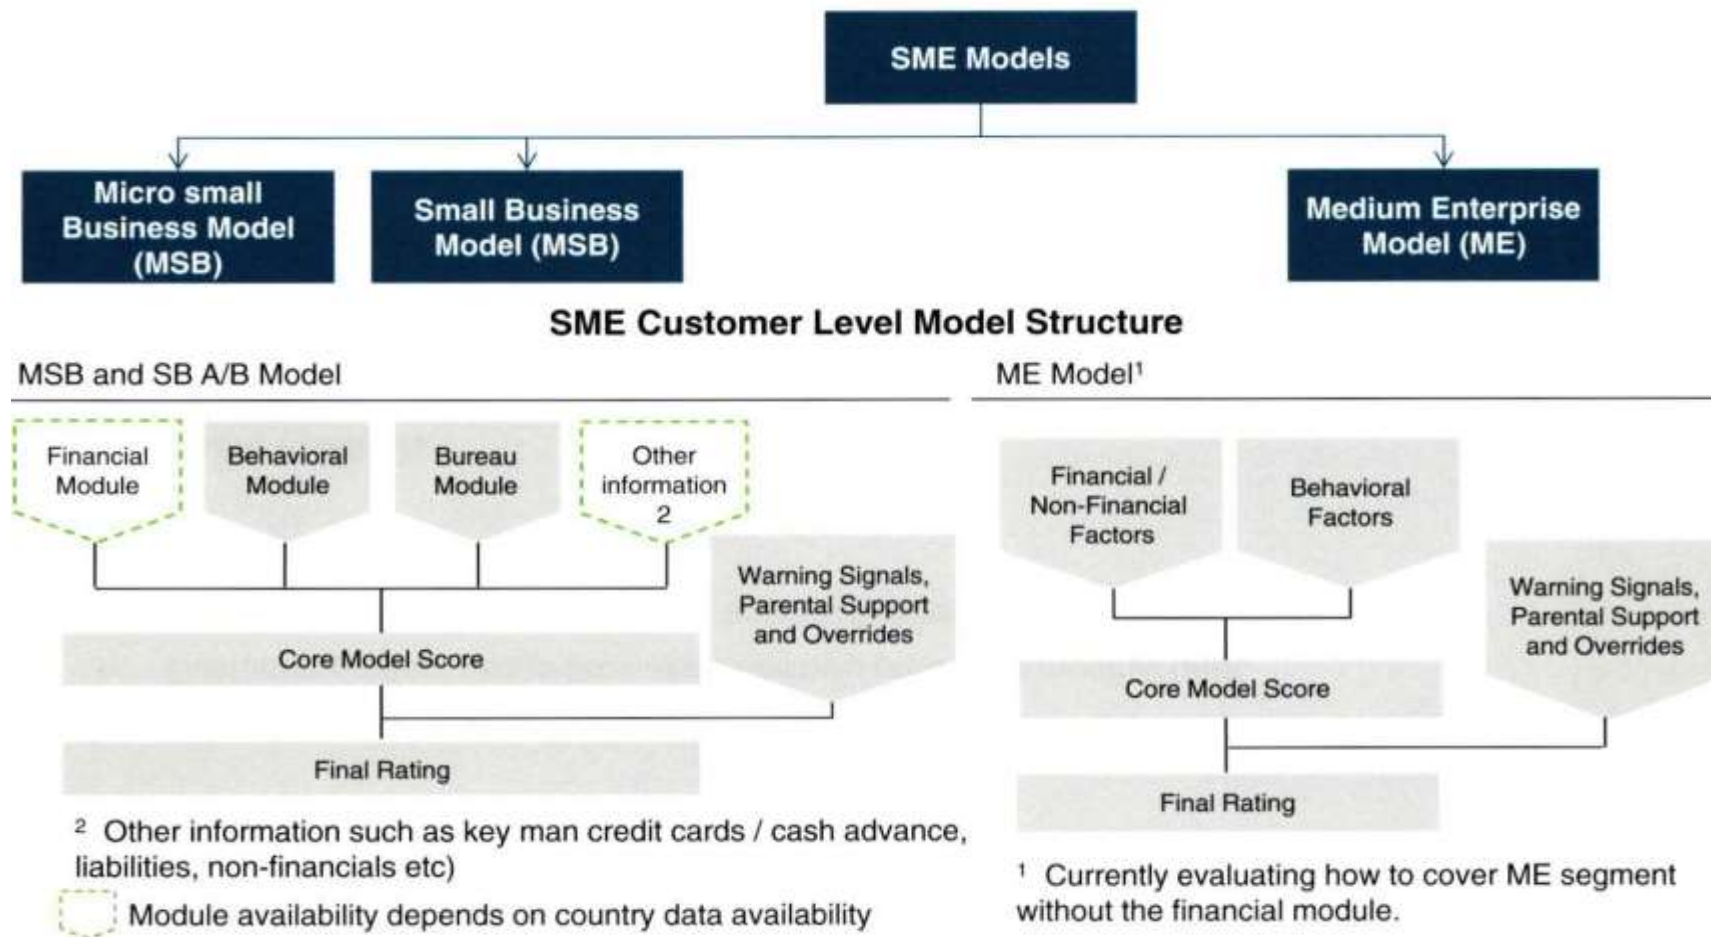 SME Models
Micro small
Business Model
(MSB)
Small Business
Model (MSB)
Medium Enterprise
Model (ME)
SME Customer Level Model Structure
MSB and SB A/B Model
Financial
Module
Behavioral
Module
Bureau
Module
Other
information
2
Warning Signals,
Parental Support
and Overrides
Core Model Score
Final Rating
2 Other information such as key man credit cards / cash advance,
liabilities, non-financials etc)
Module availability depends on country data availability
ME Model¹
Financial /
Non-Financial
Factors
Behavioral
Factors
Warning Signals,
Parental Support
and Overrides
Core Model Score
Final Rating
1 Currently evaluating how to cover ME segment
without the financial module.